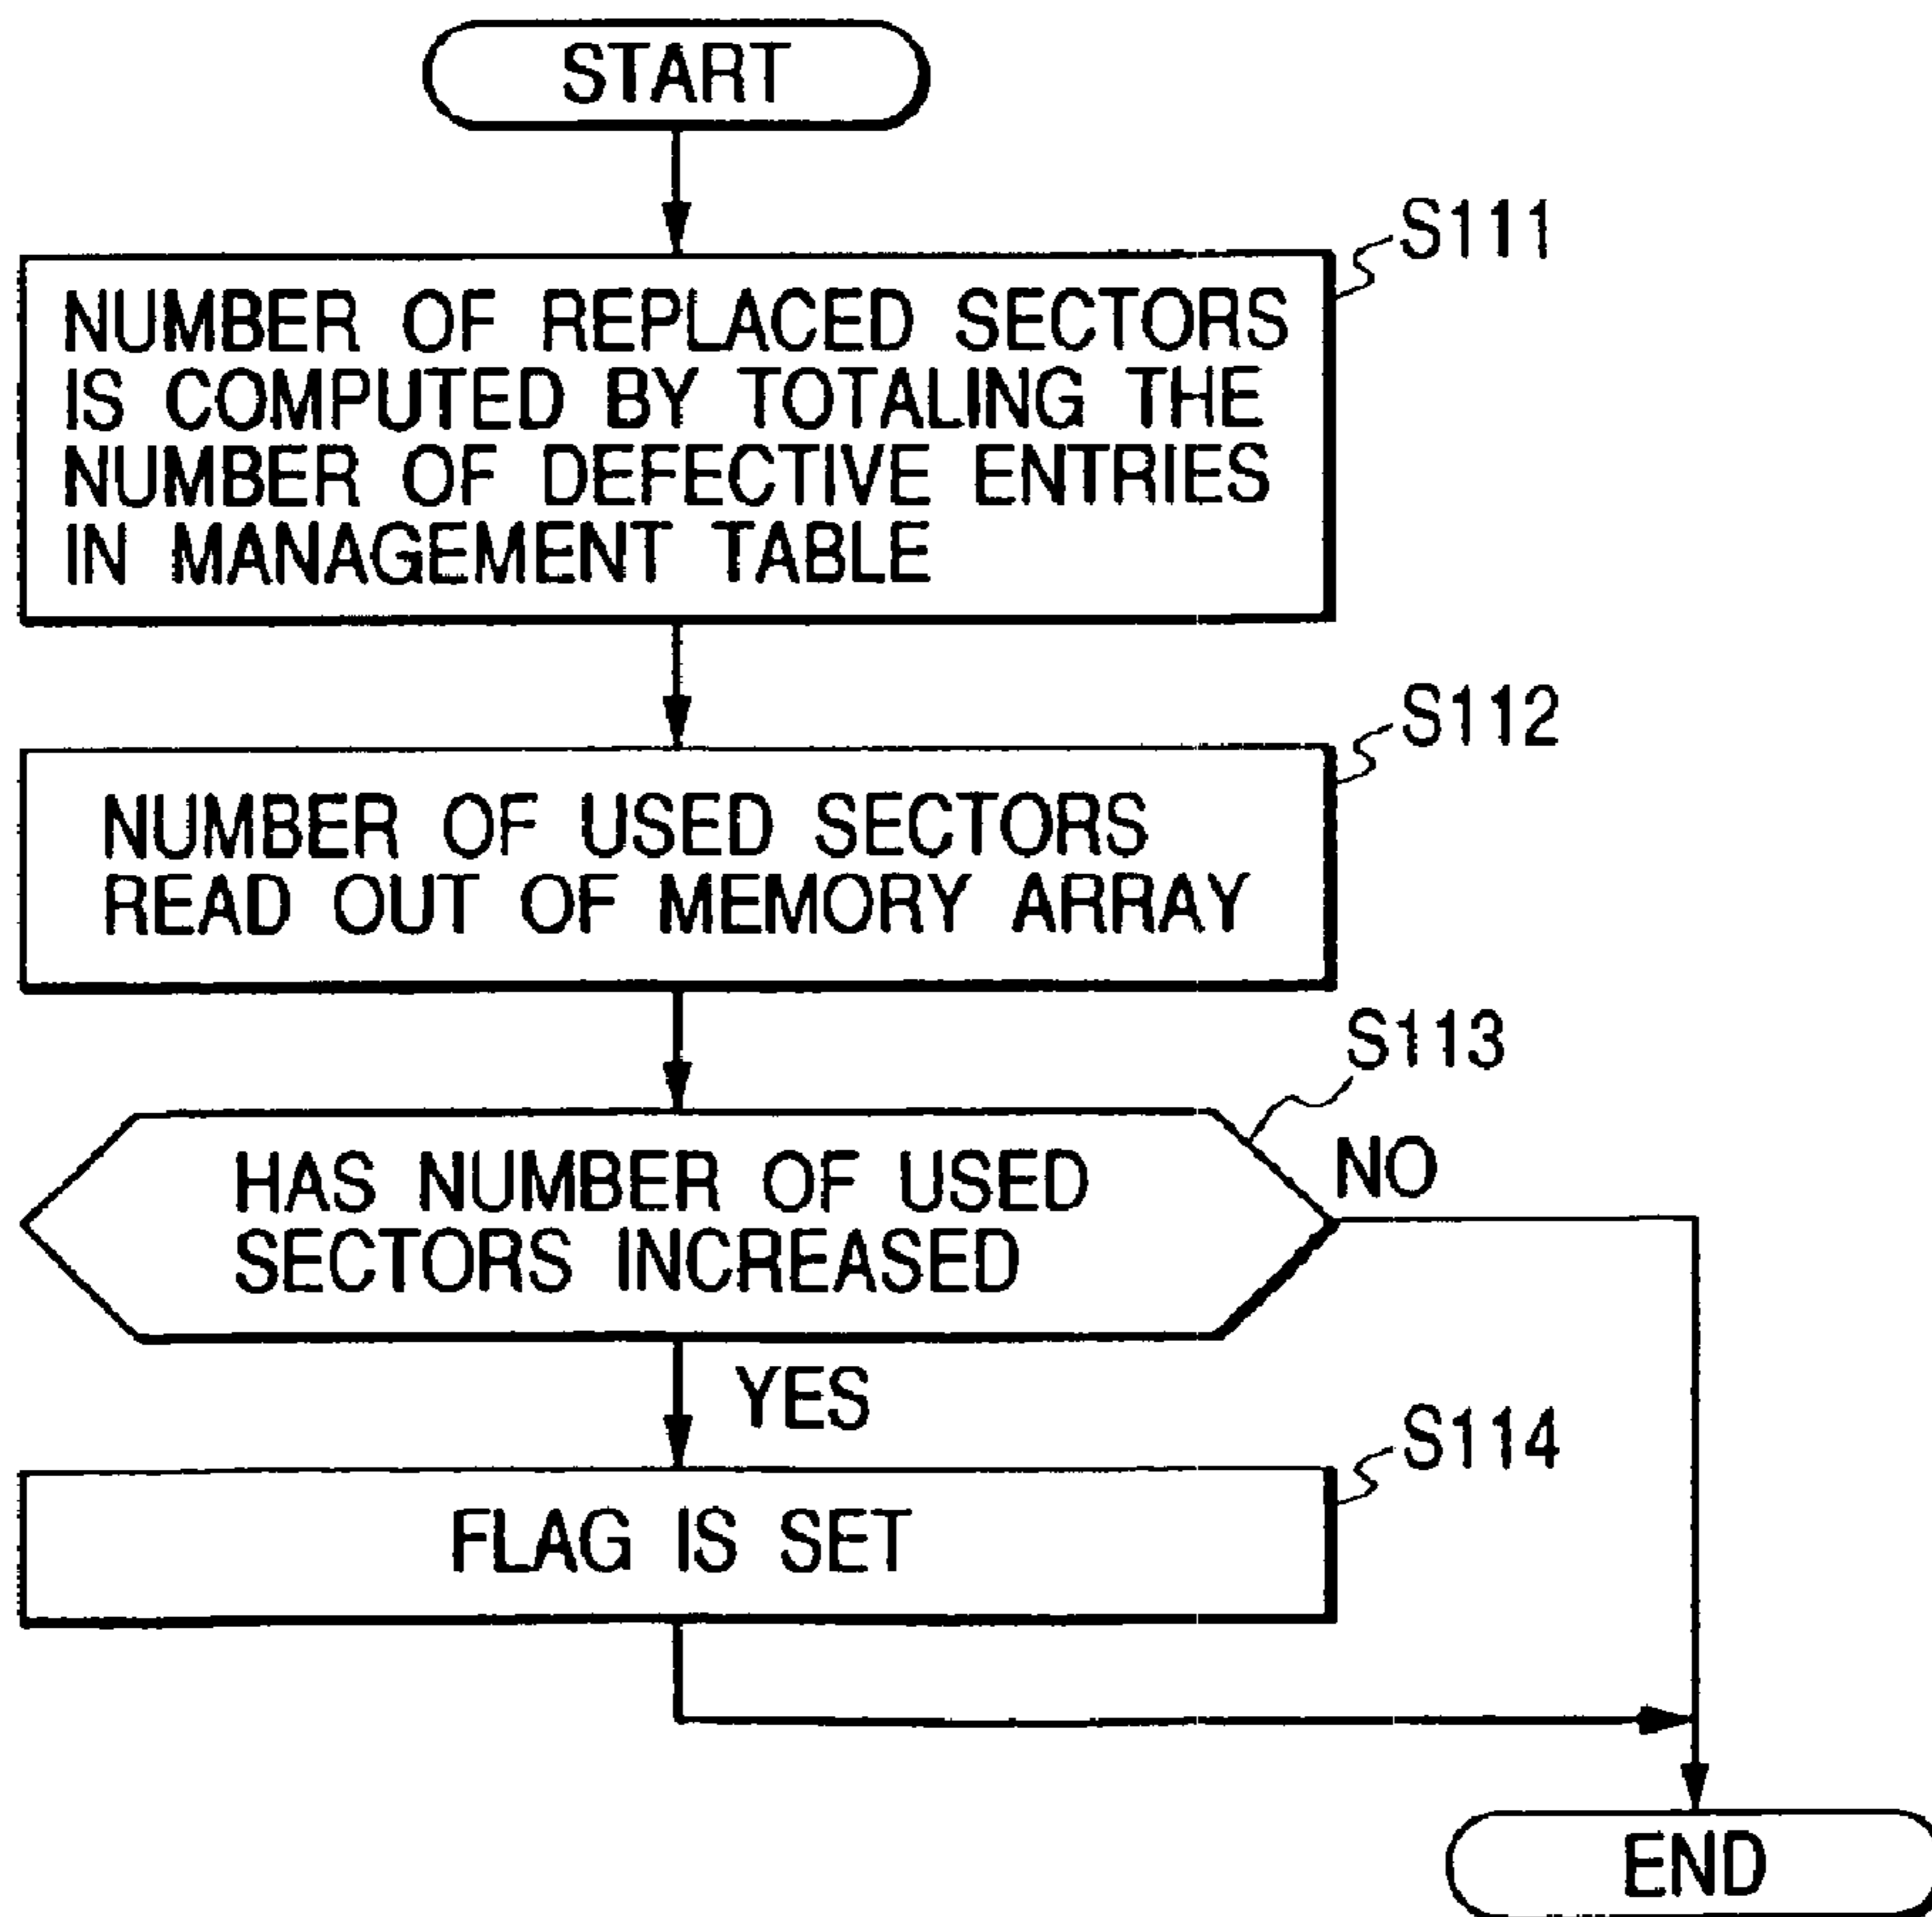 START
S111
NUMBER OF REPLACED SECTORS
IS COMPUTED BY TOTALING THE
NUMBER OF DEFECTIVE ENTRIES
IN MANAGEMENT TABLE
S112
NUMBER OF USED SECTORS
READ OUT OF MEMORY ARRAY
S113
HAS NUMBER OF USED
SECTORS INCREASED
NO
YES
S114
FLAG IS SET
END